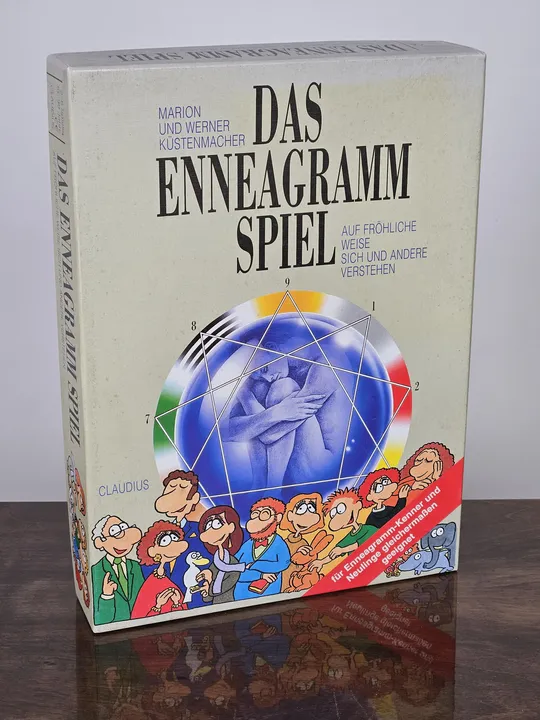 DAS ENNEAGRAMM SPIEL
MARION
UND WERNER
KÜSTENMACHER
DAS
ENNEAGRAMM
SPIEL
AUF FRÖHLICHE
WEISE
SICH UND ANDERE
VERSTEHEN
9
8
1
7
2
CLAUDIUS
für Enneagramm-Kenner und
Neulinge gleichermaßen
geeignet
DAS ENNEAGRAMM SPIEL